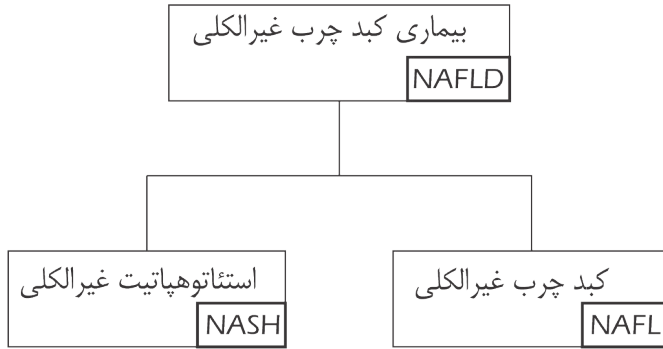 بیماری کبد چرب غیرالکلی
NAFLD
کبد چرب غیرالکلی
NAFL
استئاتوهپاتیت غیرالکلی
NASH